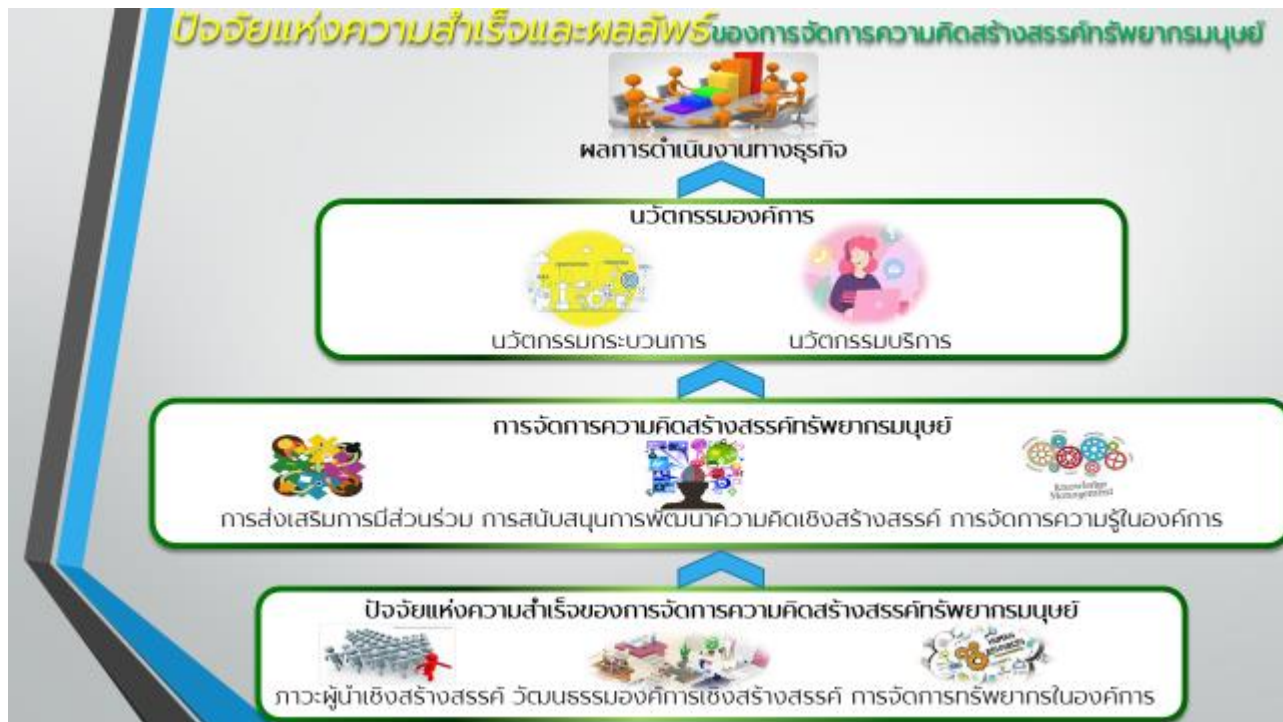 ปัจจัยแห่งความสำเร็จและผลลัพธ์ของการจัดการความคิดสร้างสรรค์ทรัพยากรมนุษย์
ผลการดำเนินงานทางธุรกิจ
นวัตกรรมองค์การ
นวัตกรรมกระบวนการ นวัตกรรมบริการ
การจัดการความคิดสร้างสรรค์ทรัพยากรมนุษย์
Knowledge
Management
การส่งเสริมการมีส่วนร่วม การสนับสนุนการพัฒนาความคิดเชิงสร้างสรรค์ การจัดการความรู้ในองค์การ
ปัจจัยแห่งความสำเร็จของการจัดการความคิดสร้างสรรค์ทรัพยากรมนุษย์
HUMAN
RESOURCES
ภาวะผู้นำเชิงสร้างสรรค์ วัฒนธรรมองค์การเชิงสร้างสรรค์ การจัดการทรัพยากรในองค์การ